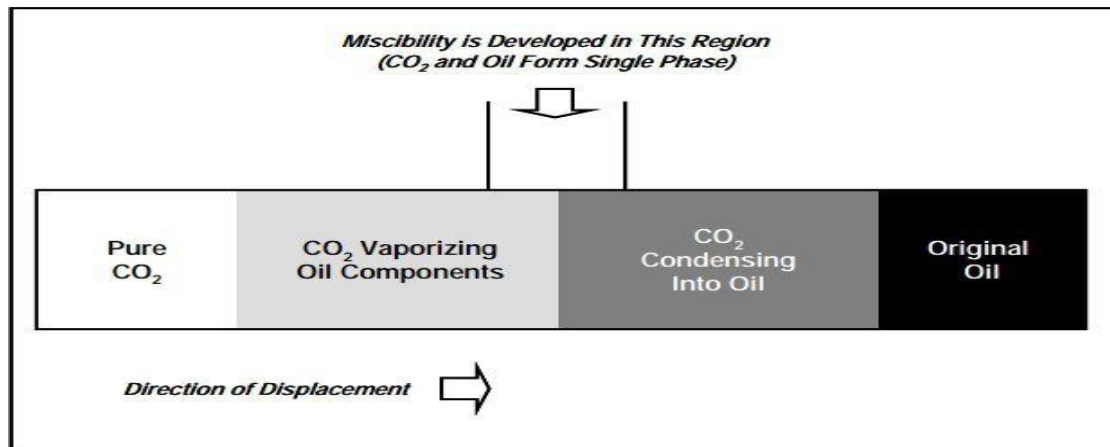 Miscibility is Developed in This Region
(CO₂ and Oil Form Single Phase)
Pure
CO₂
CO₂ Vaporizing
Oil Components
CO₂
Condensing
Into Oil
Original
Oil
Direction of Displacement